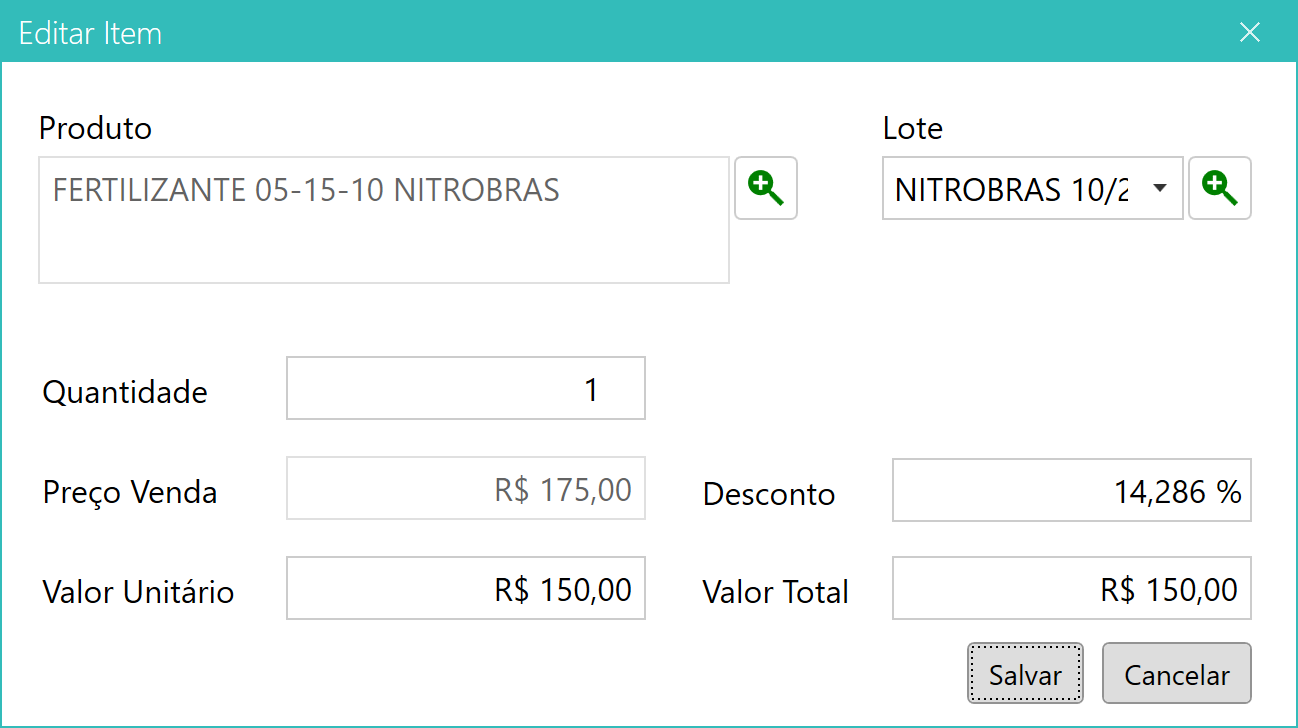 Editar Item
Produto
Lote
FERTILIZANTE 05-15-10 NITROBRAS
NITROBRAS 10/2
Quantidade
1
Preço Venda
R$ 175,00
Desconto
14,286 %
Valor Unitário
R$ 150,00
Valor Total
R$ 150,00
Salvar
Cancelar